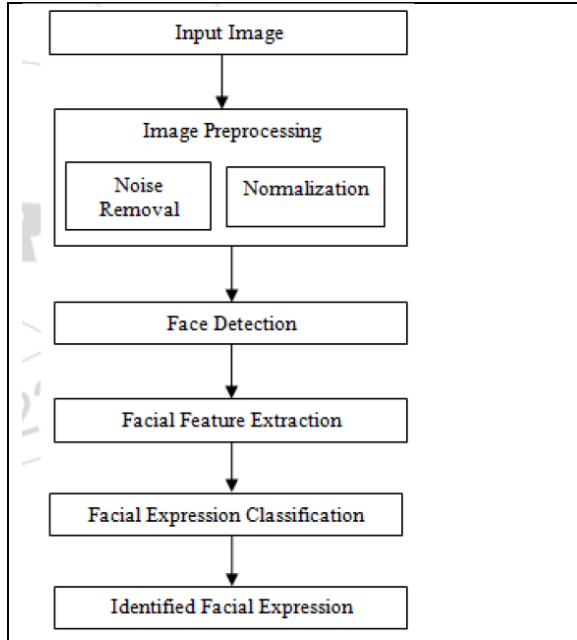 Input Image
Image Preprocessing
Noise
Removal
Normalization
Face Detection
Facial Feature Extraction
Facial Expression Classification
Identified Facial Expression